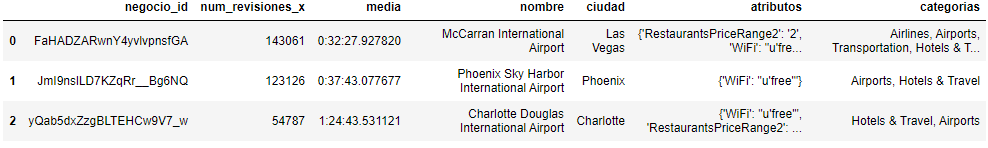 negocio_id num_revisiones_x media nombre ciudad atributos categorias
0 FaHADZARwnY4yvlvpnsfGA 143061 0:32:27.927820 McCarran International Airport Las Vegas {'RestaurantsPriceRange2': '2', 'WiFi': "u'fre... Airlines, Airports, Transportation, Hotels & T...
1 JmI9nslLD7KZqRr__Bg6NQ 123126 0:37:43.077677 Phoenix Sky Harbor International Airport Phoenix {'WiFi': "u'free'"} Airports, Hotels & Travel
2 yQab5dxZzgBLTEHCw9V7_w 54787 1:24:43.531121 Charlotte Douglas International Airport Charlotte {'WiFi': "u'free'", 'RestaurantsPriceRange2': ... Hotels & Travel, Airports